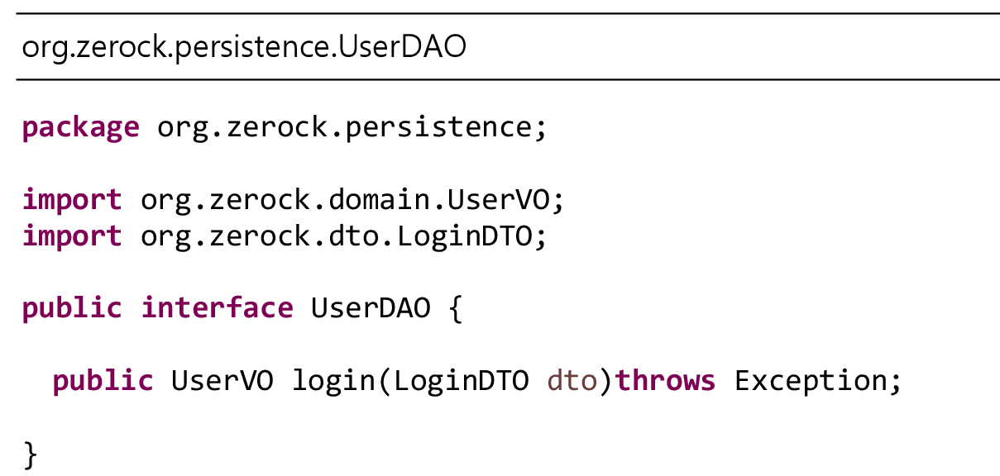 org.zerock.persistence.UserDAO
package org.zerock.persistence;
import org.zerock.domain.UserVO;
import org.zerock.dto.LoginDTO;
public interface UserDAO {
public UserVO login(LoginDTO dto)throws Exception;
}